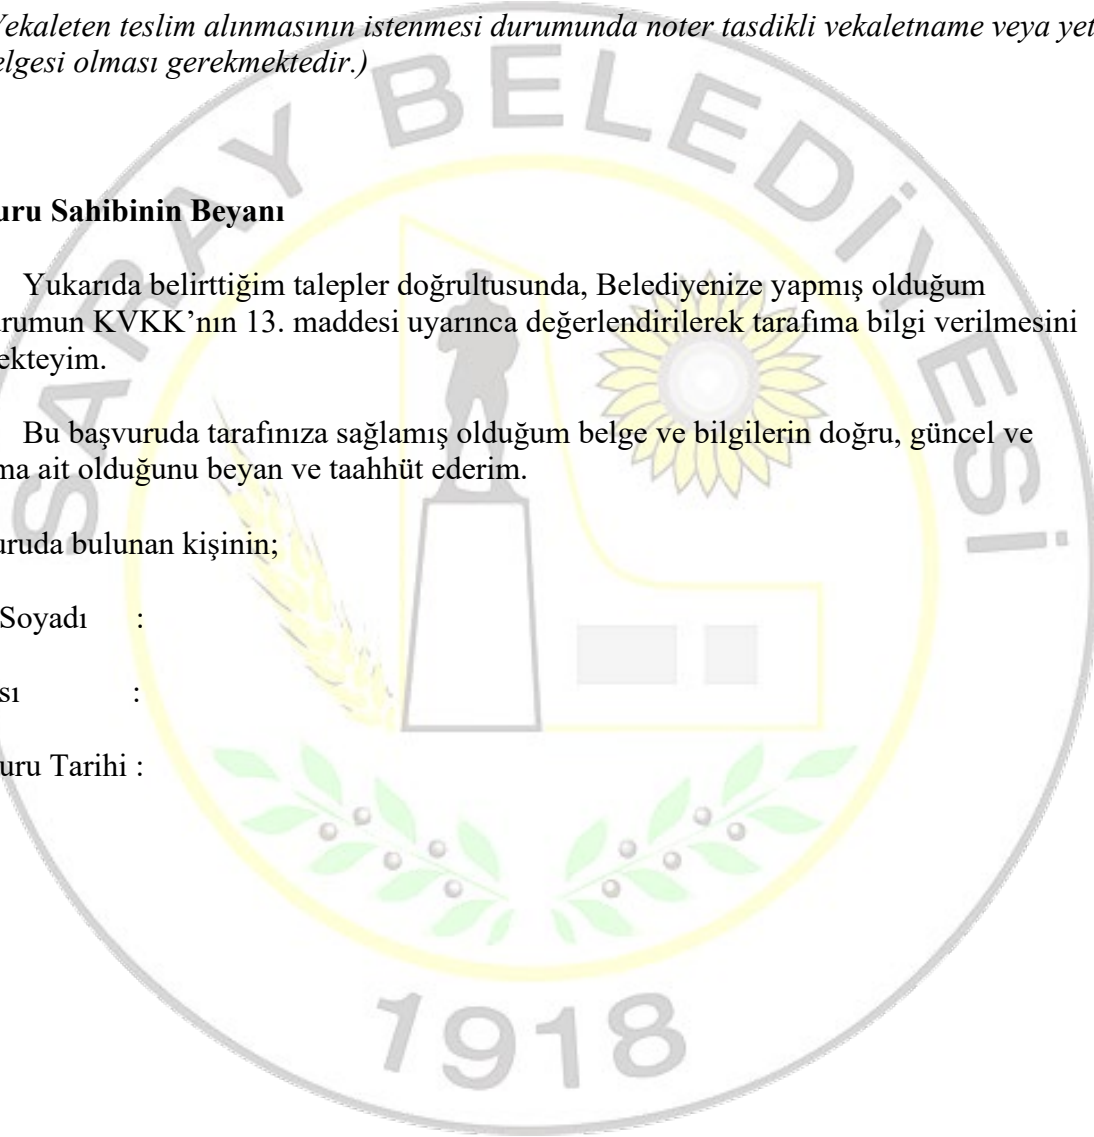 Vekaleten teslim alınmasının istenmesi durumunda noter tasdikli vekaletname veya yet
elgesi olması gerekmektedir.)
SARAY BELEDİYESİ
uru Sahibinin Beyanı
Yukarıda belirttiğim talepler doğrultusunda, Belediyenize yapmış olduğum
urumun KVKK’nın 13. maddesi uyarınca değerlendirilerek tarafıma bilgi verilmesini
ekteyim.
Bu başvuruda tarafınıza sağlamış olduğum belge ve bilgilerin doğru, güncel ve
ma ait olduğunu beyan ve taahhüt ederim.
uruda bulunan kişinin;
Soyadı :
sı :
uru Tarihi :
1918